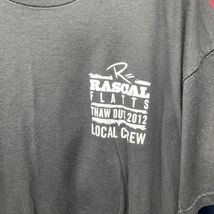 R
RASCAL
FLATTS
THAW OUT 2012
LOCAL CREW